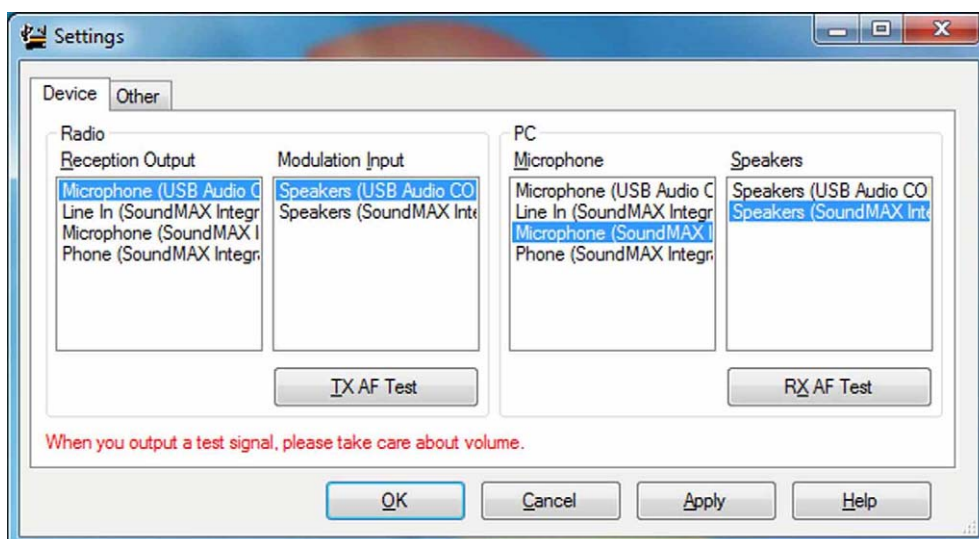 Settings
Device Other
Radio
Reception Output
Microphone (USB Audio C
Line In (SoundMAX Integr
Microphone (SoundMAX I
Phone (SoundMAX Integr
Modulation Input
Speakers (USB Audio CO
Speakers (SoundMAX Inte
TX AF Test
PC
Microphone
Microphone (USB Audio C
Line In (SoundMAX Integr
Microphone (SoundMAX I
Phone (SoundMAX Integr
Speakers
Speakers (USB Audio CO
Speakers (SoundMAX Inte
RX AF Test
When you output a test signal, please take care about volume.
OK Cancel Apply Help